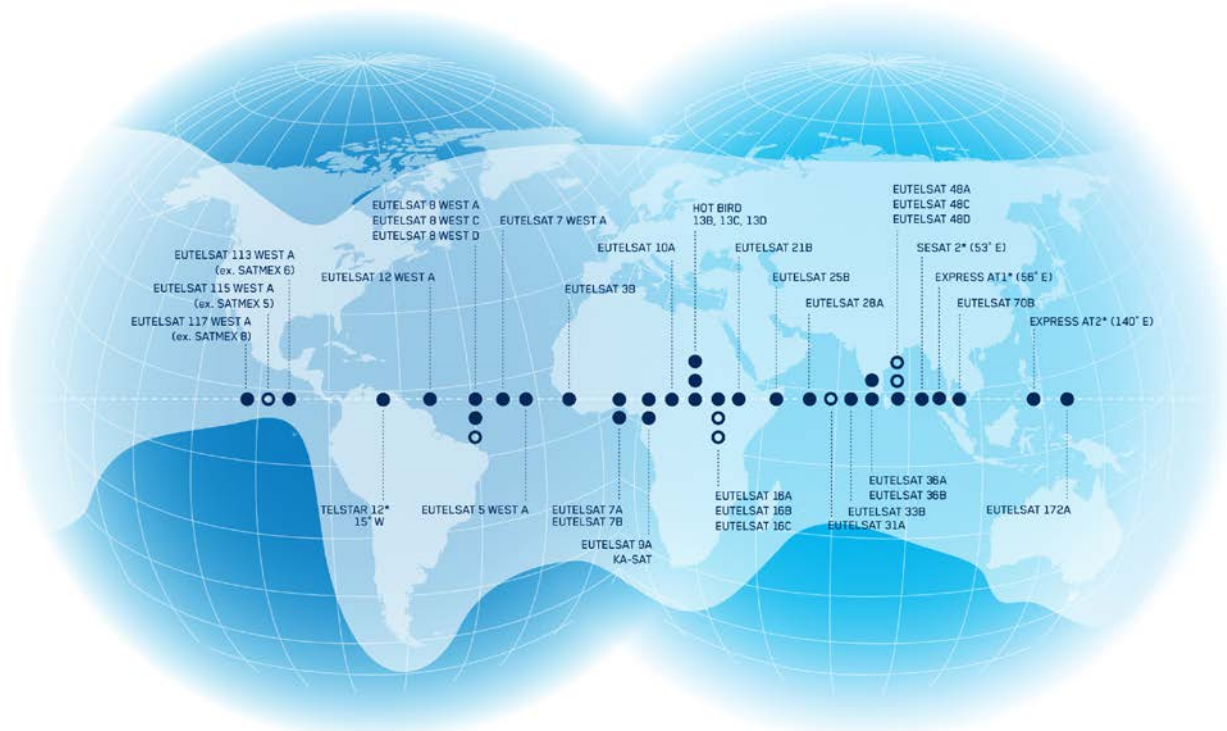 EUTELSAT 8 WEST A
EUTELSAT 8 WEST C
EUTELSAT 8 WEST D
EUTELSAT 7 WEST A
HOT BIRD
13B, 13C, 13D
EUTELSAT 48A
EUTELSAT 48C
EUTELSAT 48D
EUTELSAT 113 WEST A
(ex. SATMEX 6)
EUTELSAT 12 WEST A
EUTELSAT 10A
EUTELSAT 21B
SESAT 2* (53° E)
EUTELSAT 115 WEST A
(ex. SATMEX 5)
EUTELSAT 3B
EUTELSAT 25B
EXPRESS AT1* (56° E)
EUTELSAT 117 WEST A
(ex. SATMEX 8)
EUTELSAT 28A
EUTELSAT 70B
EXPRESS AT2* (140° E)
TELSTAR 12*
15° W
EUTELSAT 5 WEST A
EUTELSAT 7A
EUTELSAT 7B
EUTELSAT 9A
KA-SAT
EUTELSAT 16A
EUTELSAT 16B
EUTELSAT 16C
EUTELSAT 36A
EUTELSAT 36B
EUTELSAT 33B
EUTELSAT 31A
EUTELSAT 172A